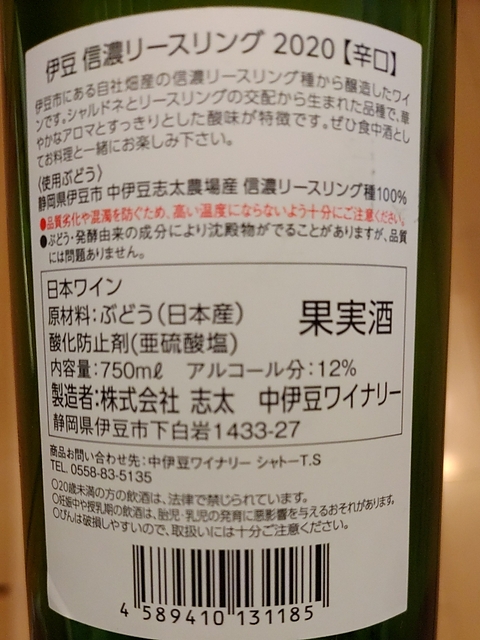 伊豆 信濃リースリング 2020【辛口】
伊豆市にある自社畑産の信濃リースリング種から醸造したワイ
ンです。シャルドネとリースリングの交配から生まれた品種で、華
やかなアロマとすっきりとした酸味が特徴です。ぜひ食中酒とし
てお料理と一緒にお楽しみ下さい。
〈使用ぶどう〉
静岡県伊豆市 中伊豆志太農場産 信濃リースリング種100%
●品質劣化や混濁を防ぐため、高い温度にならないよう十分にご注意ください。
●ぶどう・発酵由来の成分により沈殿物がでることがありますが、品質
には問題ありません。
日本ワイン
原材料：ぶどう（日本産）
酸化防止剤(亜硫酸塩)
果実酒
内容量：750mℓ アルコール分：12%
製造者：株式会社 志太 中伊豆ワイナリー
静岡県伊豆市下白岩1433-27
商品お問い合わせ先：中伊豆ワイナリー シャトーT.S
TEL 0558-83-5135
○20歳未満の方の飲酒は、法律で禁じられています。
○妊娠中や授乳期の飲酒は、胎児・乳児の発育に悪影響を与えるおそれがあります。
○びんは破損しやすいので、取扱いには十分ご注意ください。
4 589410 131185